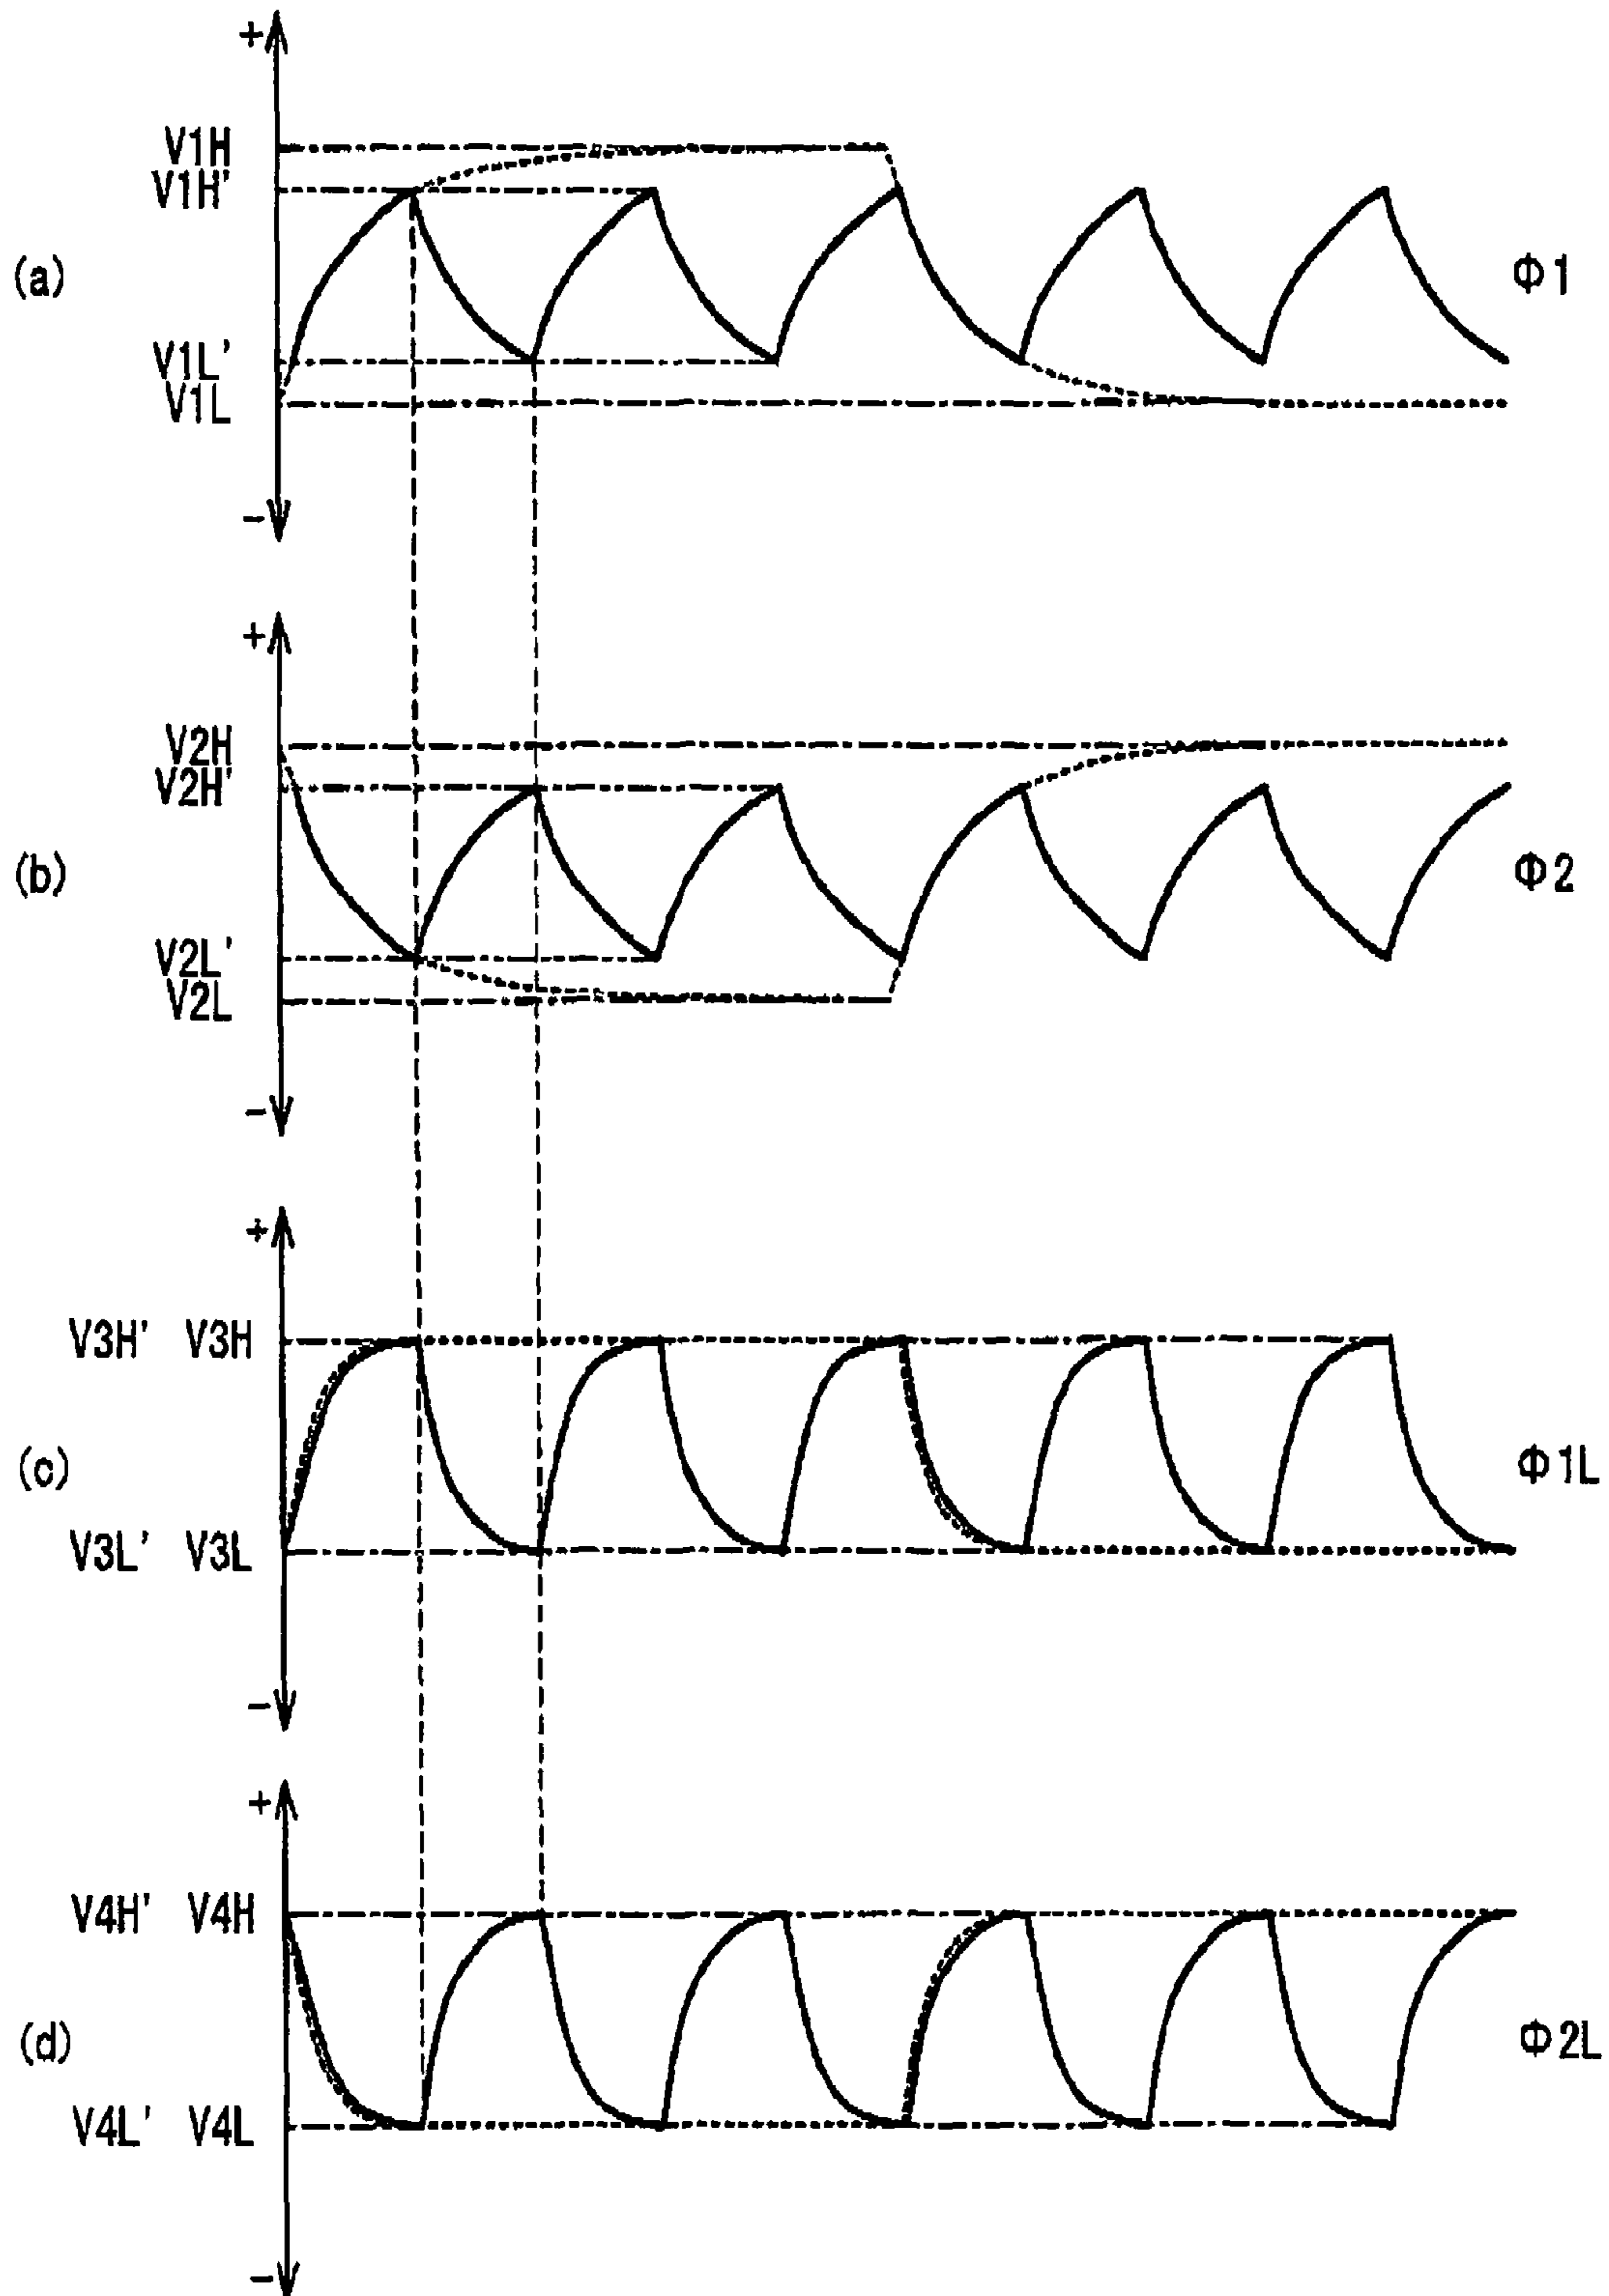 +
V1H
V1H'
(a)
Φ1
V1L'
V1L
-
+
V2H
V2H'
(b)
Φ2
V2L'
V2L
-
+
V3H' V3H
(c)
Φ1L
V3L' V3L
-
+
V4H' V4H
(d)
Φ2L
V4L' V4L
-